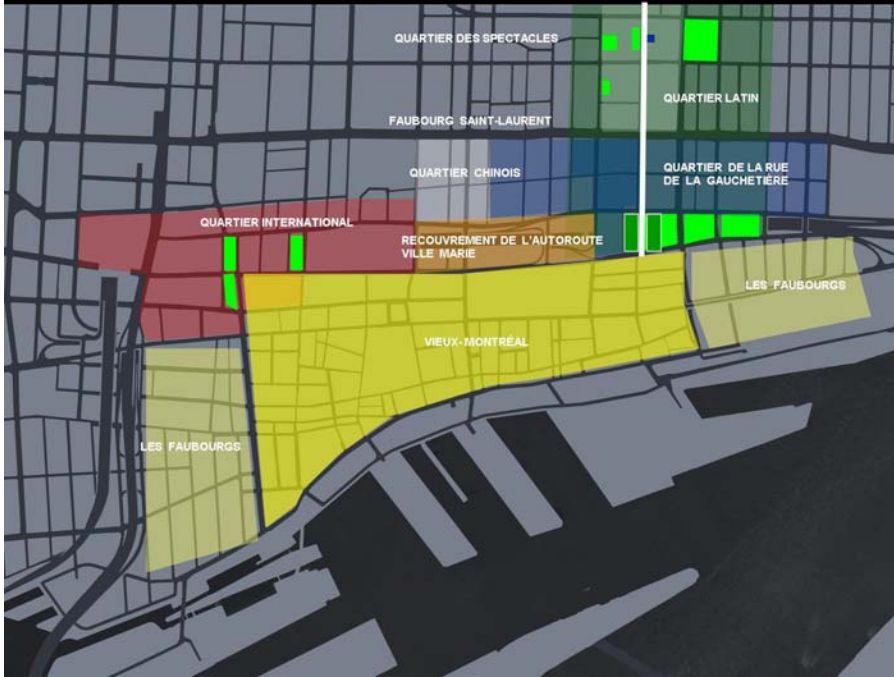 QUARTIER DES SPECTACLES
QUARTIER LATIN
FAUBOURG SAINT-LAURENT
QUARTIER CHINOIS
QUARTIER DE LA RUE
DE LA GAUCHETIÈRE
QUARTIER INTERNATIONAL
RECOUVREMENT DE L'AUTOROUTE
VILLE MARIE
LES FAUBOURGS
VIEUX-MONTRÉAL
LES FAUBOURGS